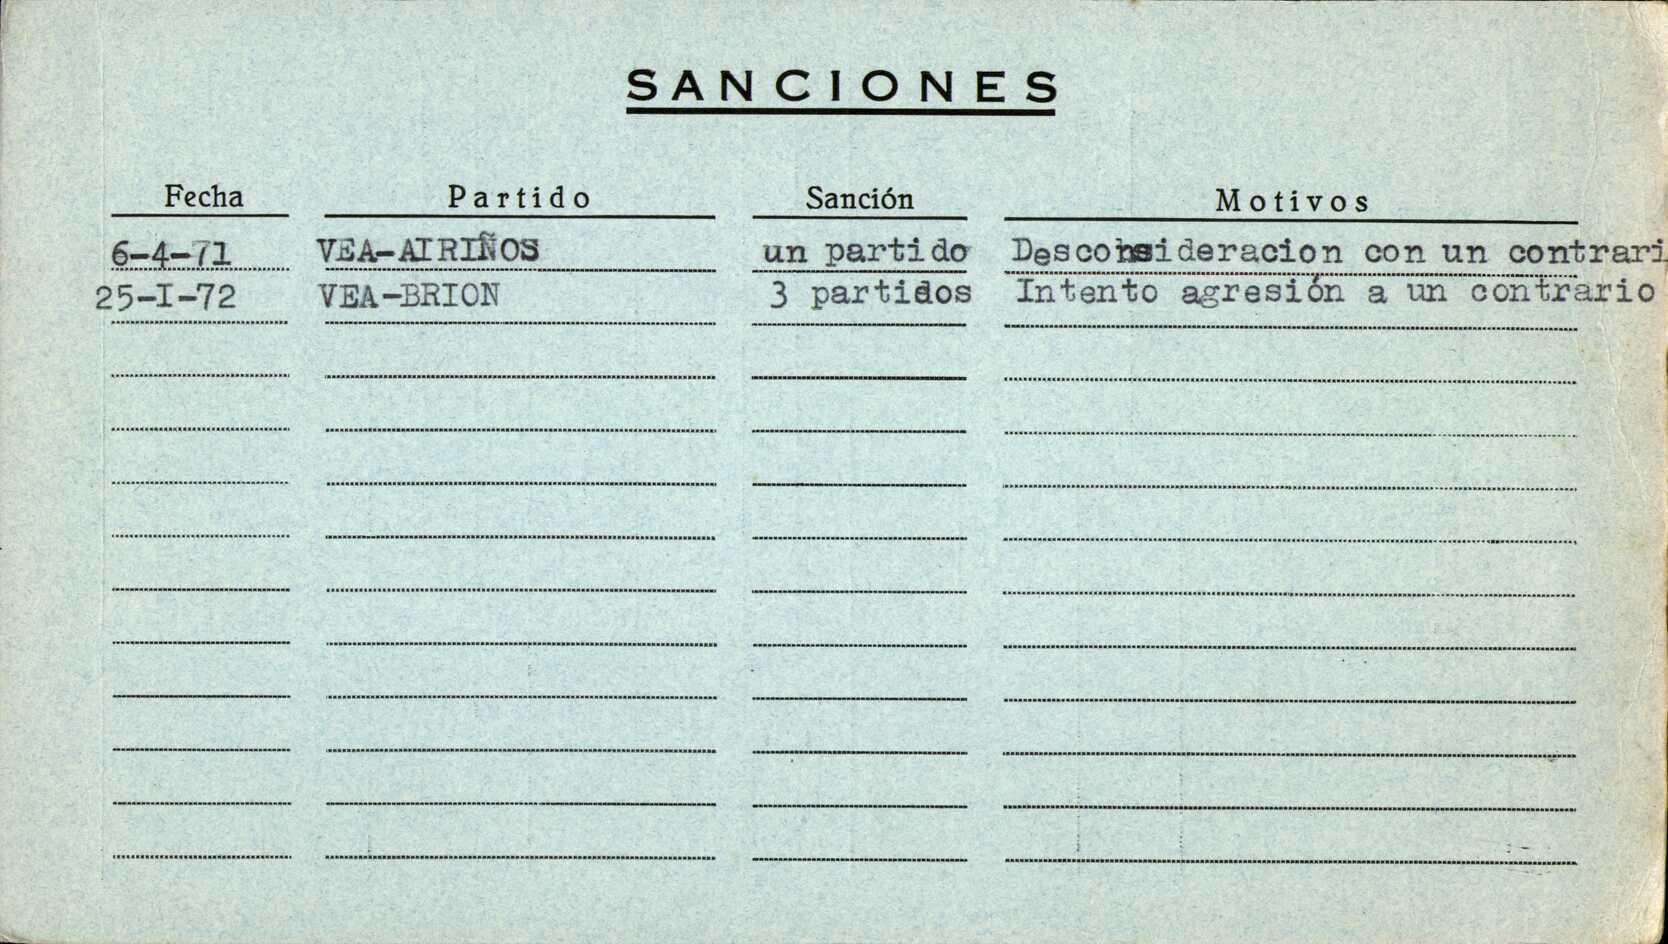 SANCIONES
Fecha Partido Sanción Motivos
6-4-71 VEA-AIRIÑOS un partido Desconsideracion con un contrari
25-I-72 VEA-BRION 3 partidos Intento agresión a un contrario